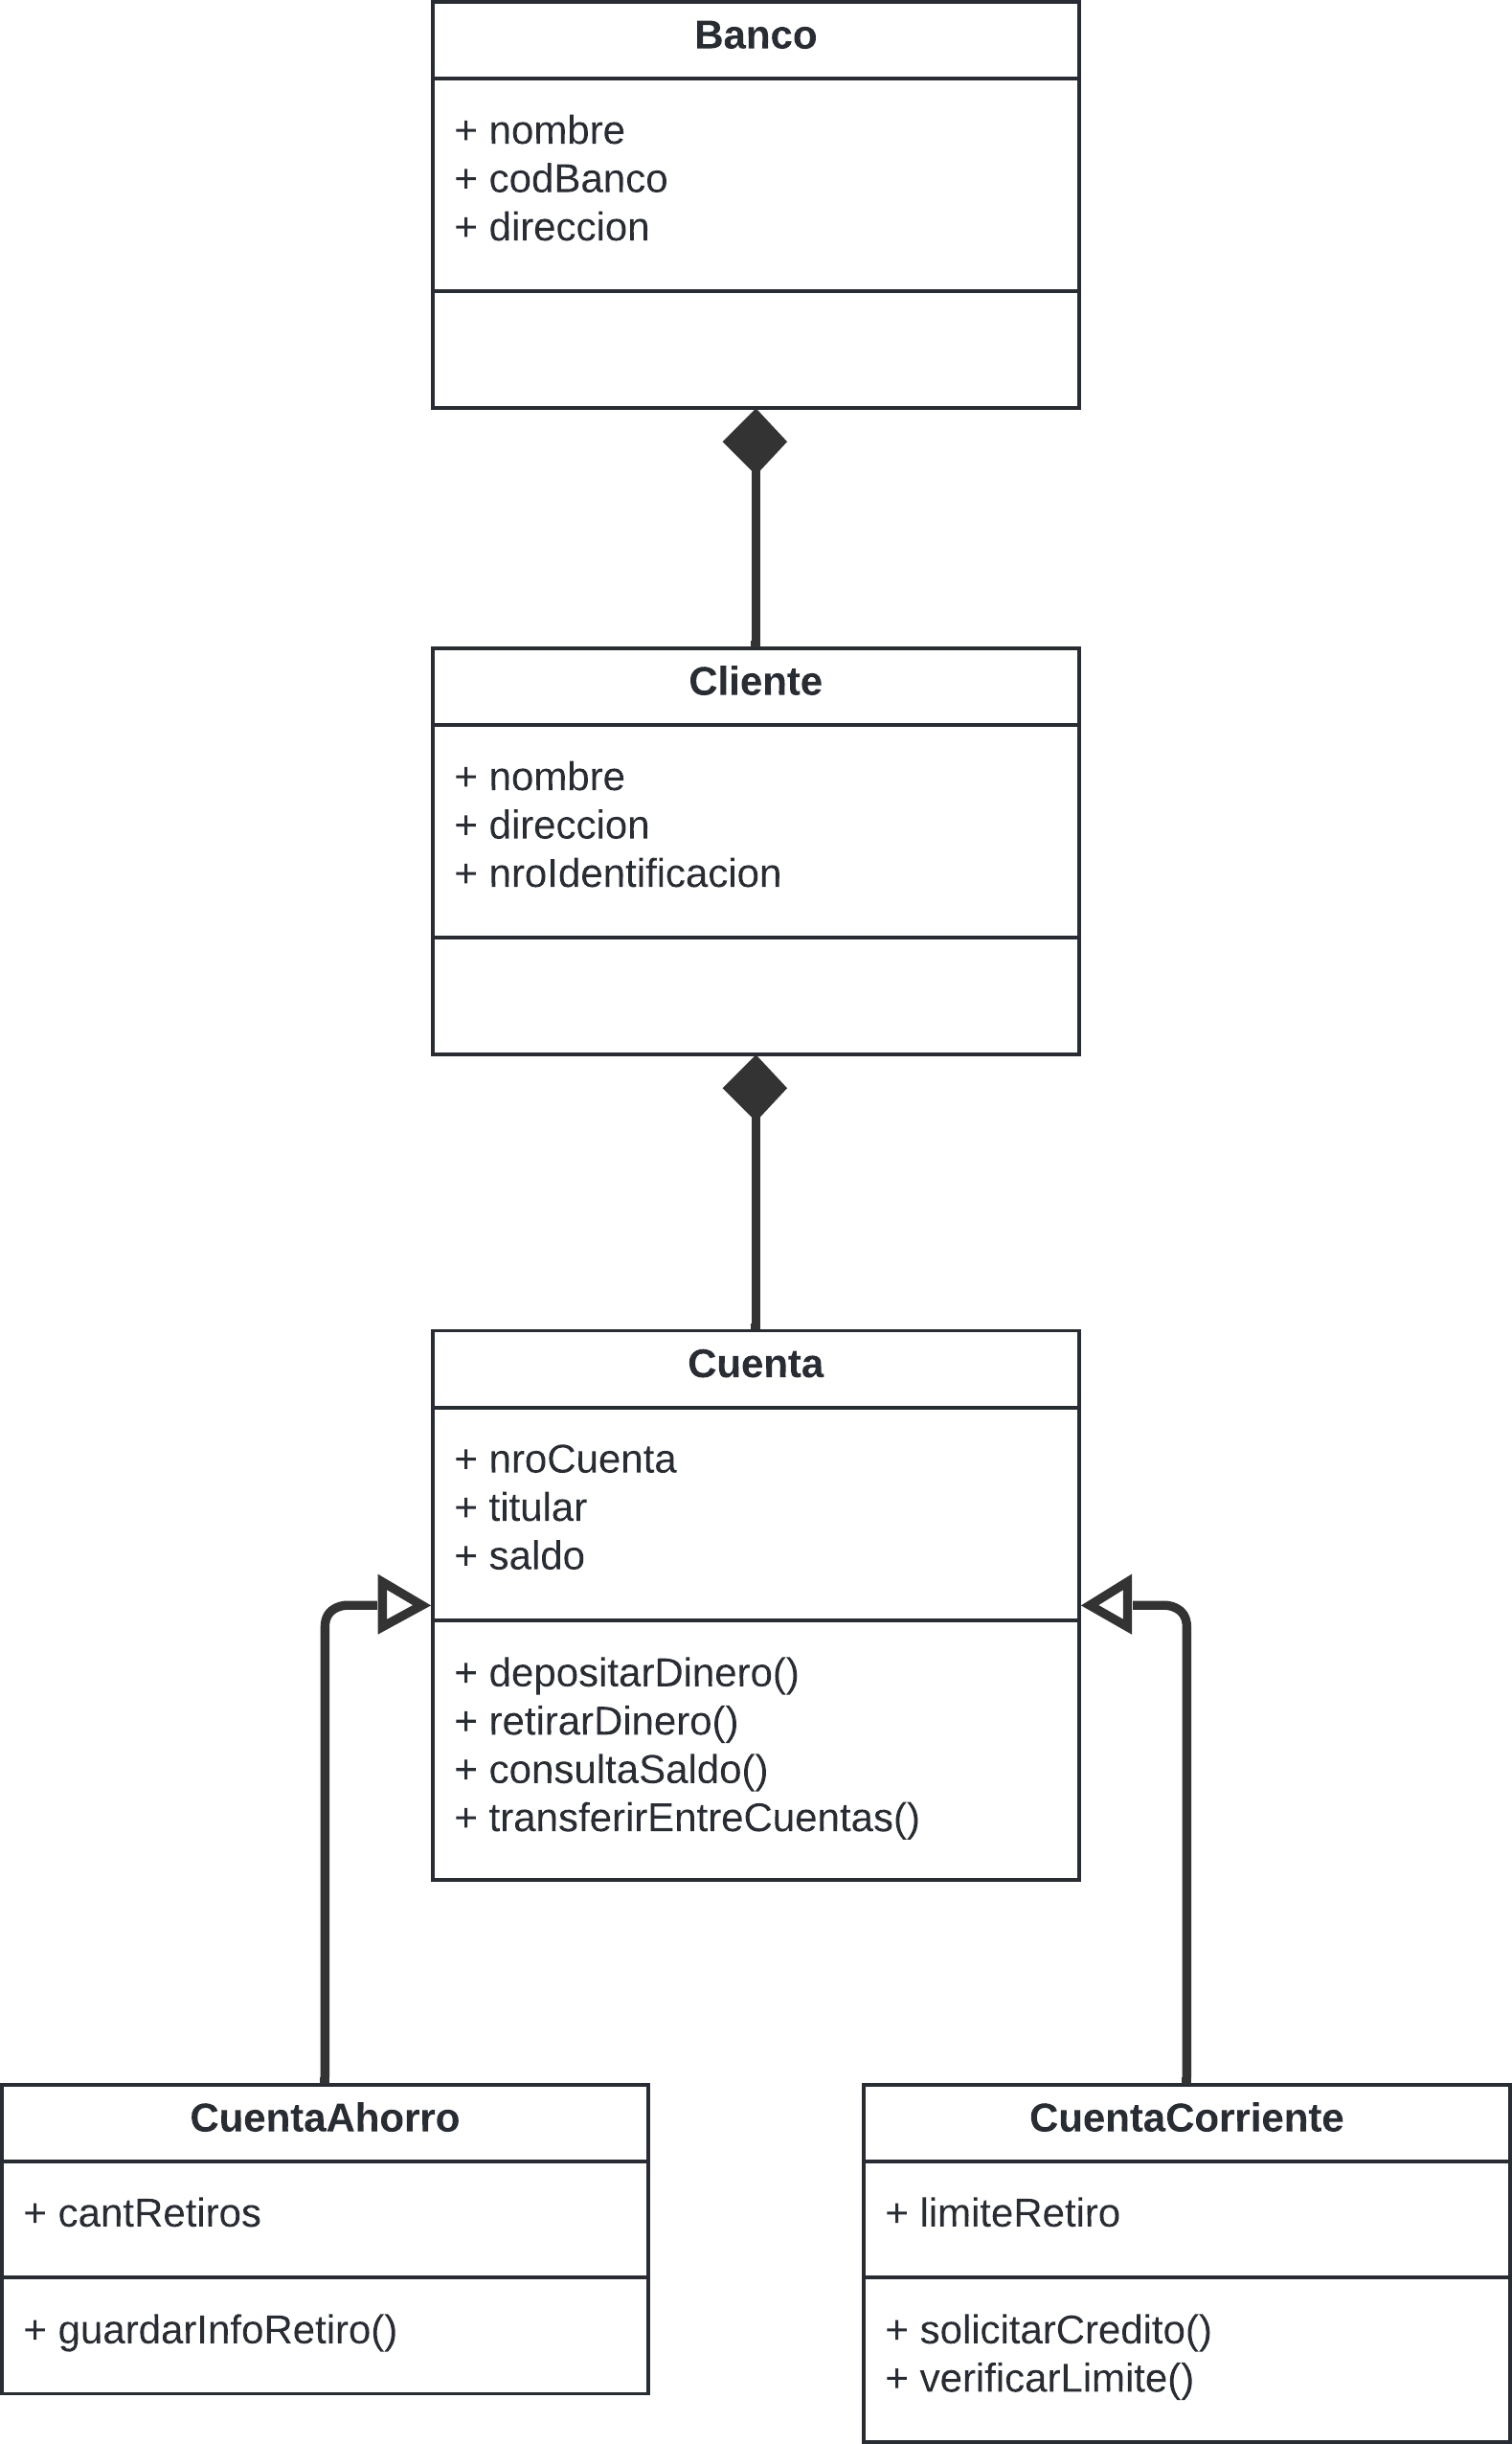 Banco
+ nombre
+ codBanco
+ direccion
Cliente
+ nombre
+ direccion
+ nroIdentificacion
Cuenta
+ nroCuenta
+ titular
+ saldo
+ depositarDinero()
+ retirarDinero()
+ consultaSaldo()
+ transferirEntreCuentas()
CuentaAhorro
+ cantRetiros
+ guardarInfoRetiro()
CuentaCorriente
+ limiteRetiro
+ solicitarCredito()
+ verificarLimite()